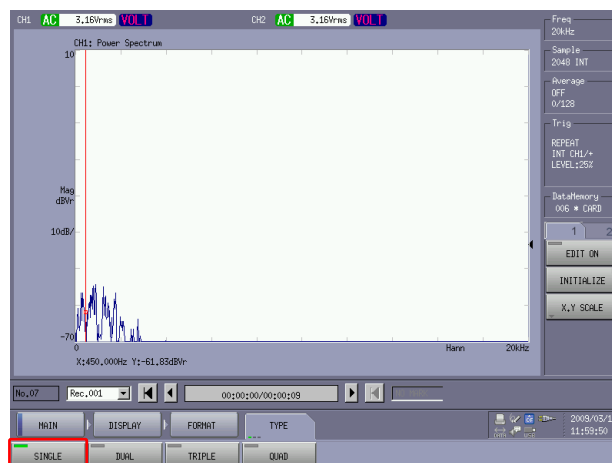 CH1 AC 3.16Vrms VOLT CH2 AC 3.16Vrms VOLT
CH1: Power Spectrum
10
Mag
dBVr
10dB/
-70
0 Hann 20kHz
X:450.000Hz Y:-61.83dBVr
Freq
20kHz
Sample
2048 INT
Average
OFF
0/128
Trig
REPEAT
INT CH1/+
LEVEL:25%
DataMemory
006 * CARD
1 2
EDIT ON
INITIALIZE
X,Y SCALE
No.07 Rec.001 00:00:00/00:00:09
MAIN DISPLAY FORMAT TYPE
2009/03/1
11:59:50
SINGLE DUAL TRIPLE QUAD